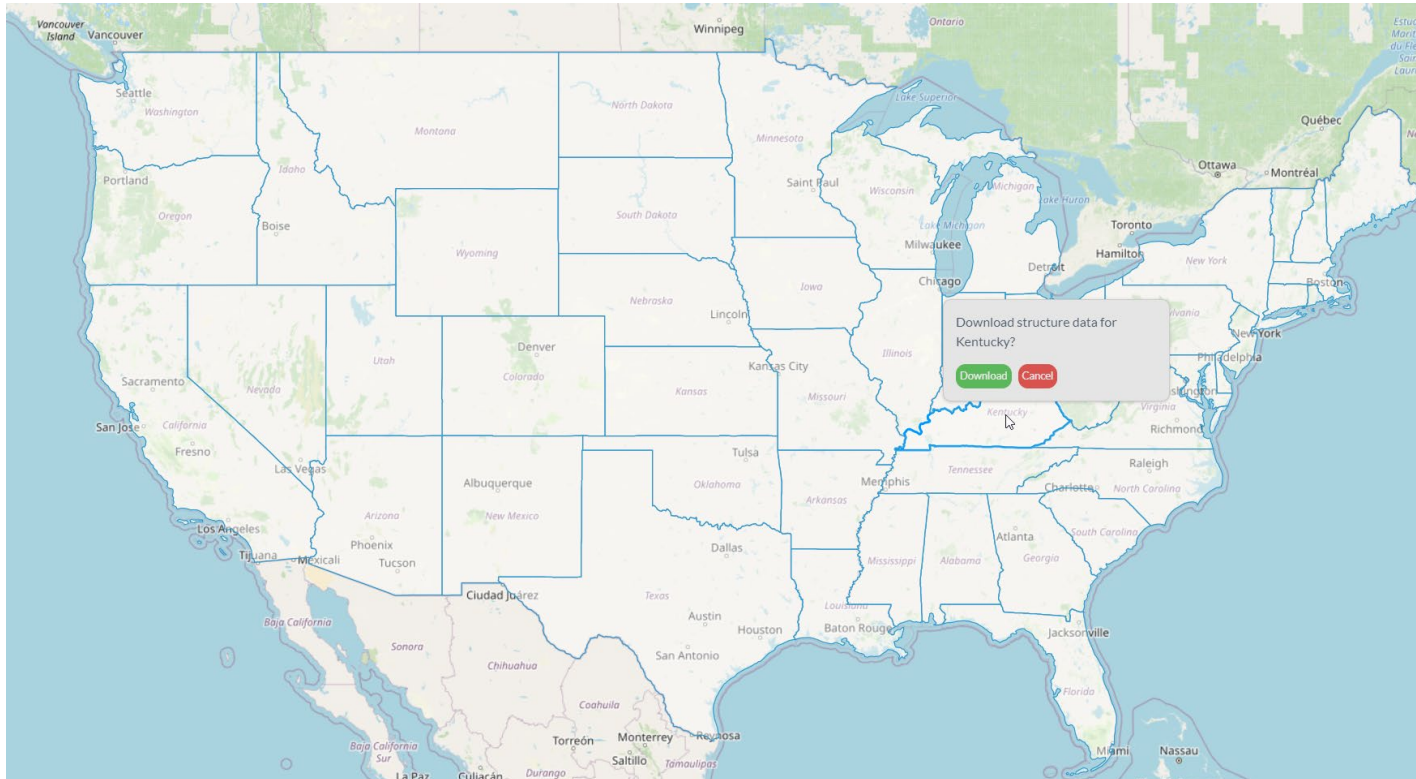 Vancouver
Island
Vancouver
Winnipeg
Ontario
Seattle
Washington
North Dakota
Lake Superior
Montana
Minnesota
Québec
Idaho
Portland
Saint Paul
Wisconsin
Michigan
Ottawa
Montréal
Oregon
Boise
South Dakota
Lake Huron
Lake Michigan
Toronto
Milwaukee
Hamilton
Wyoming
Detroit
New York
Chicago
Boston
Iowa
Nebraska
Lincoln
Download structure data for
Kentucky?
Download
Cancel
New York
Denver
Illinois
Utah
Philadelphia
Kansas City
Colorado
Sacramento
Nevada
Kansas
Missouri
Virginia
Kentucky
San Jose
California
Richmond
Fresno
Tulsa
Raleigh
Las Vegas
Tennessee
Albuquerque
Oklahoma
Memphis
Charlotte
North Carolina
Arkansas
Arizona
New Mexico
Los Angeles
South Carolina
Atlanta
Phoenix
Dallas
Tijuana
Mexicali
Tucson
Mississippi
Alabama
Georgia
Ciudad Juárez
Texas
Louisiana
Austin
Baja California
Houston
Baton Rouge
Jacksonville
Sonora
San Antonio
Chihuahua
Florida
Coahuila
Torreón
Monterrey
Reynosa
Baja California
Sur
Saltillo
Miami
Nassau
Tamaulipas
La Paz
Culiacán
Durango